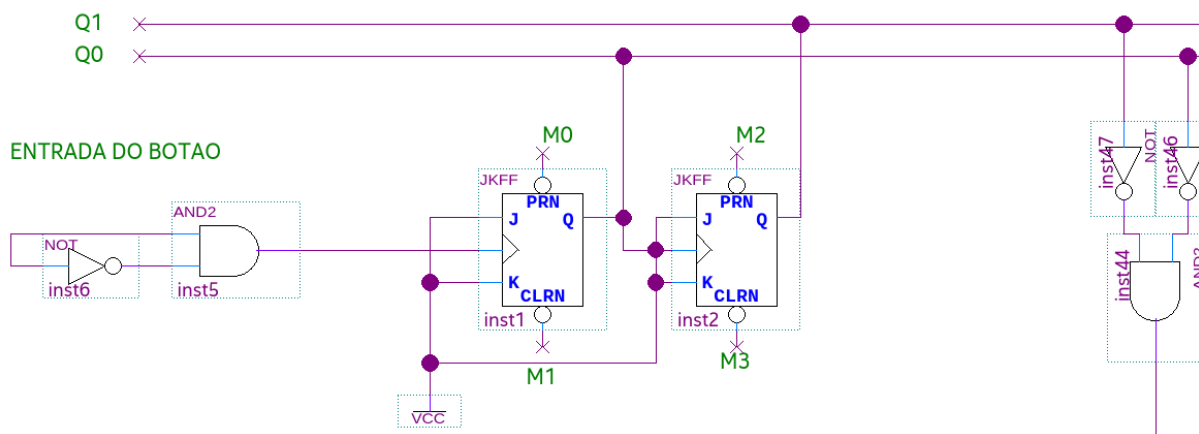 Q1
Q0
ENTRADA DO BOTAO
M0
M2
JKFF
PRN
J
Q
K
CLRN
inst1
JKFF
PRN
J
Q
K
CLRN
inst2
AND2
inst5
NOT
inst6
M1
M3
VCC
inst47
NOT
inst46
inst44